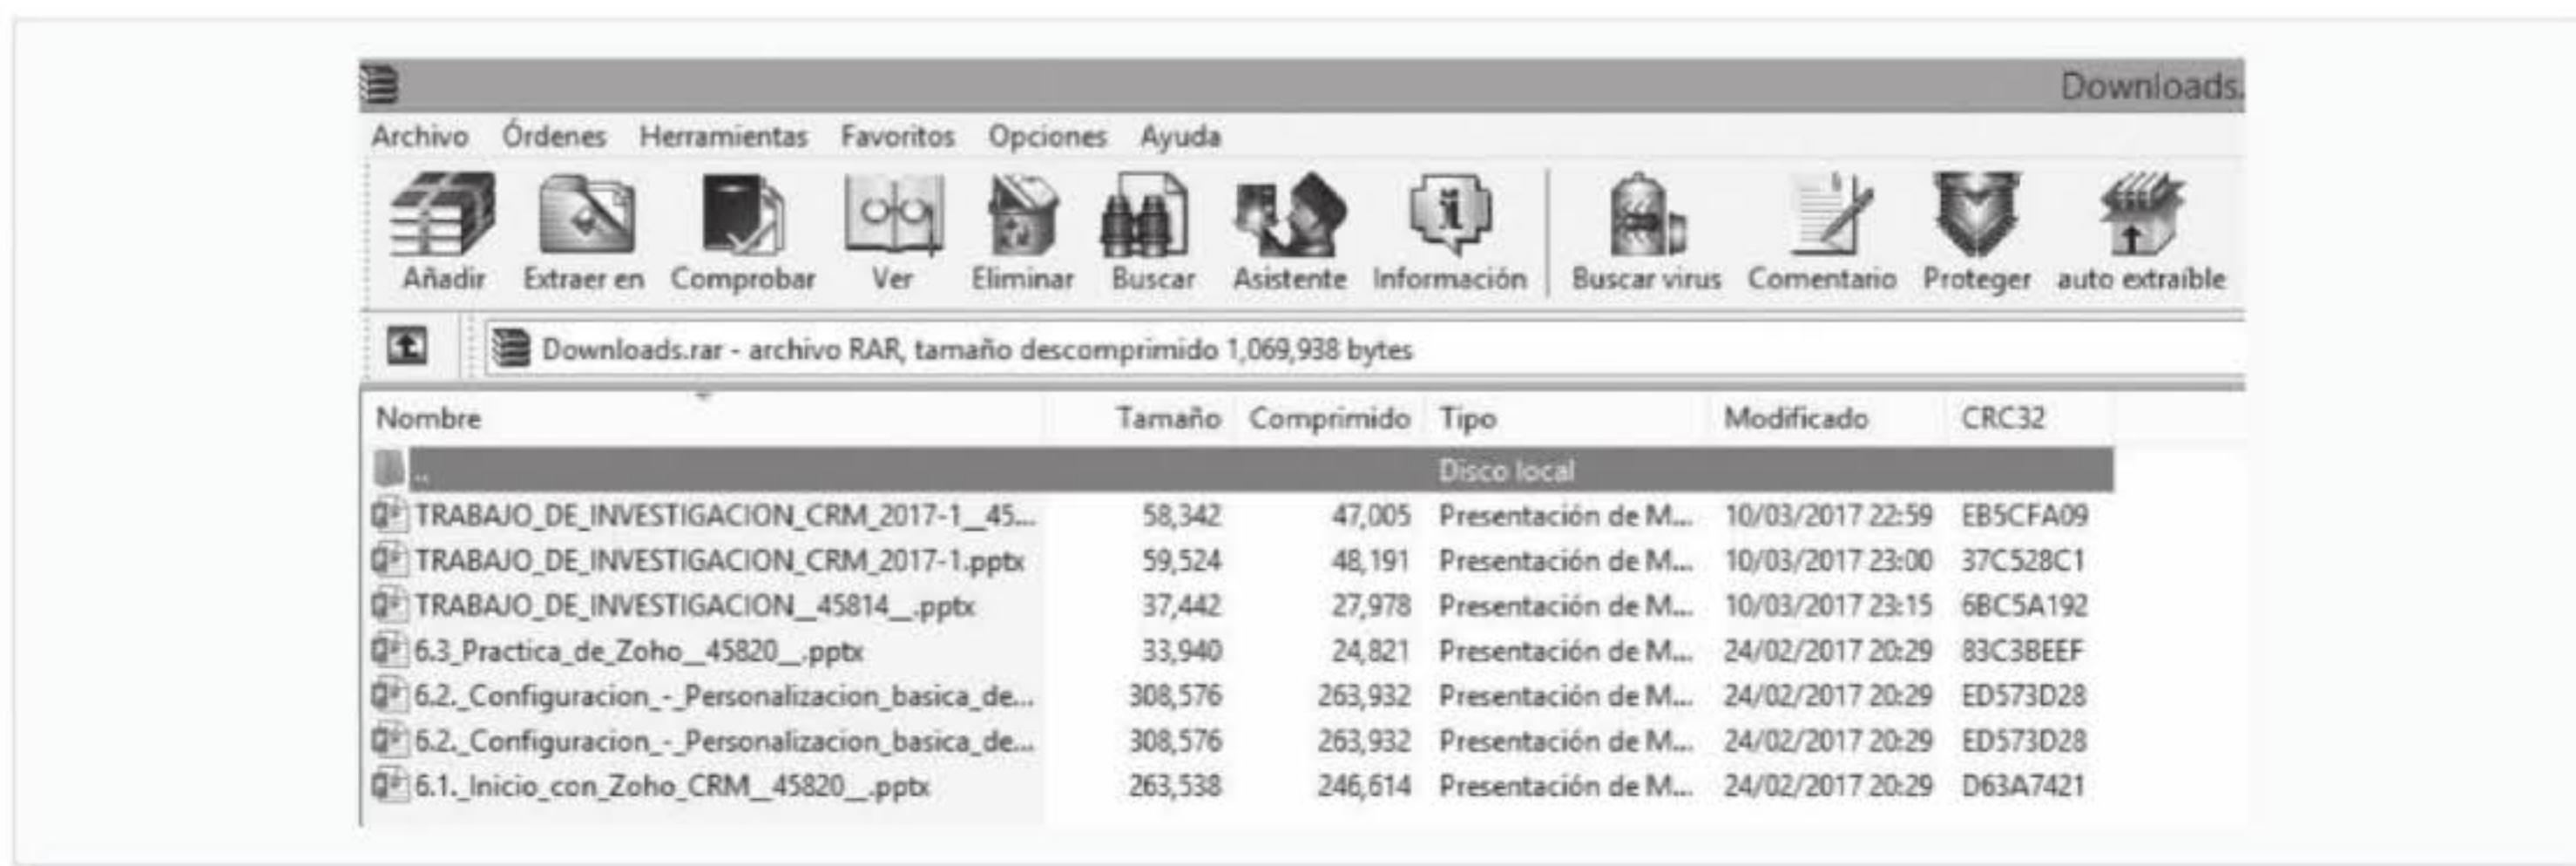 Downloads.
Archivo Órdenes Herramientas Favoritos Opciones Ayuda
Añadir Extraer en Comprobar Ver Eliminar Buscar Asistente Información Buscar virus Comentario Proteger auto extraíble
Downloads.rar - archivo RAR, tamaño descomprimido 1,069,938 bytes
Nombre Tamaño Comprimido Tipo Modificado CRC32
.. Disco local
TRABAJO_DE_INVESTIGACION_CRM_2017-1__45... 58,342 47,005 Presentación de M... 10/03/2017 22:59 EB5CFA09
TRABAJO_DE_INVESTIGACION_CRM_2017-1.pptx 59,524 48,191 Presentación de M... 10/03/2017 23:00 37C528C1
TRABAJO_DE_INVESTIGACION__45814__.pptx 37,442 27,978 Presentación de M... 10/03/2017 23:15 6BC5A192
6.3_Practica_de_Zoho__45820__.pptx 33,940 24,821 Presentación de M... 24/02/2017 20:29 83C3BEEF
6.2._Configuracion_-_Personalizacion_basica_de... 308,576 263,932 Presentación de M... 24/02/2017 20:29 ED573D28
6.2._Configuracion_-_Personalizacion_basica_de... 308,576 263,932 Presentación de M... 24/02/2017 20:29 ED573D28
6.1._Inicio_con_Zoho_CRM__45820__.pptx 263,538 246,614 Presentación de M... 24/02/2017 20:29 D63A7421